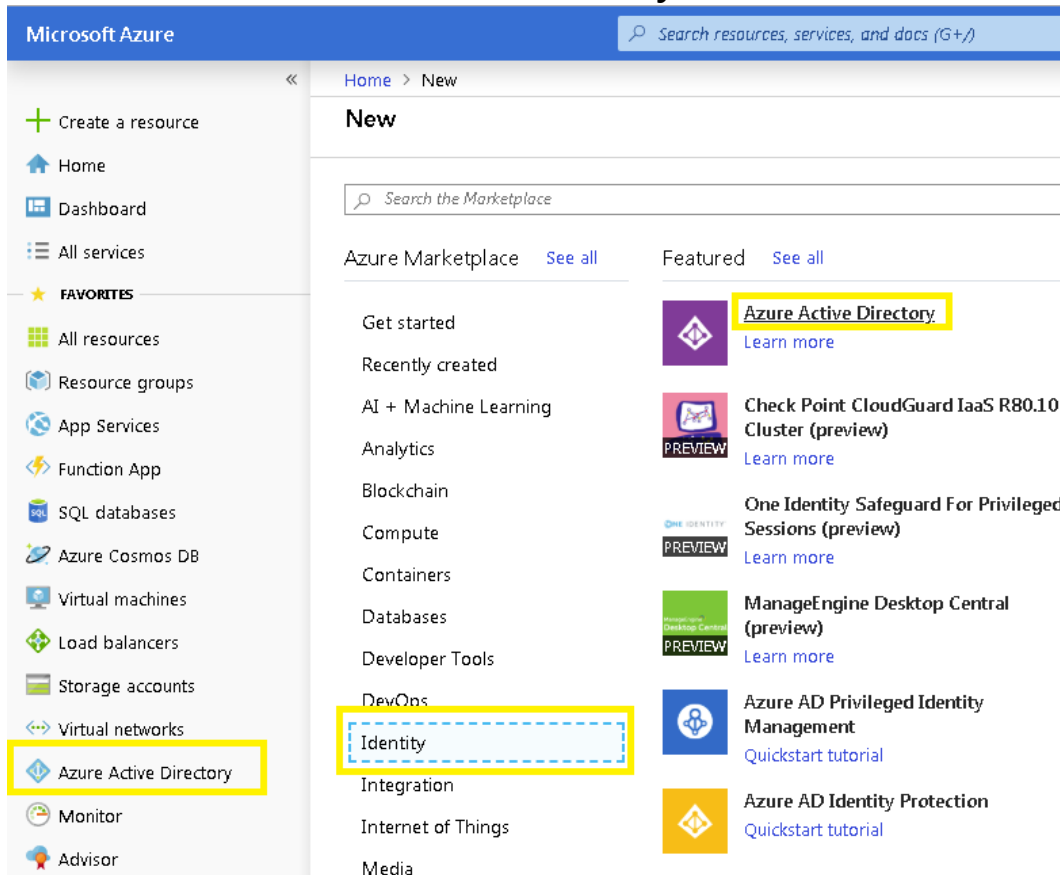 Microsoft Azure
Search resources, services, and docs (G+/)
«
Home > New
New
Create a resource
Home
Dashboard
All services
FAVORITES
All resources
Resource groups
App Services
Function App
SQL databases
Azure Cosmos DB
Virtual machines
Load balancers
Storage accounts
Virtual networks
Azure Active Directory
Monitor
Advisor
Search the Marketplace
Azure Marketplace See all
Get started
Recently created
AI + Machine Learning
Analytics
Blockchain
Compute
Containers
Databases
Developer Tools
DevOps
Identity
Integration
Internet of Things
Media
Featured See all
Azure Active Directory
Learn more
PREVIEW
Check Point CloudGuard IaaS R80.10
Cluster (preview)
Learn more
ONE IDENTITY
PREVIEW
One Identity Safeguard For Privileged
Sessions (preview)
Learn more
ManageEngine
Desktop Central
PREVIEW
ManageEngine Desktop Central
(preview)
Learn more
Azure AD Privileged Identity
Management
Quickstart tutorial
Azure AD Identity Protection
Quickstart tutorial